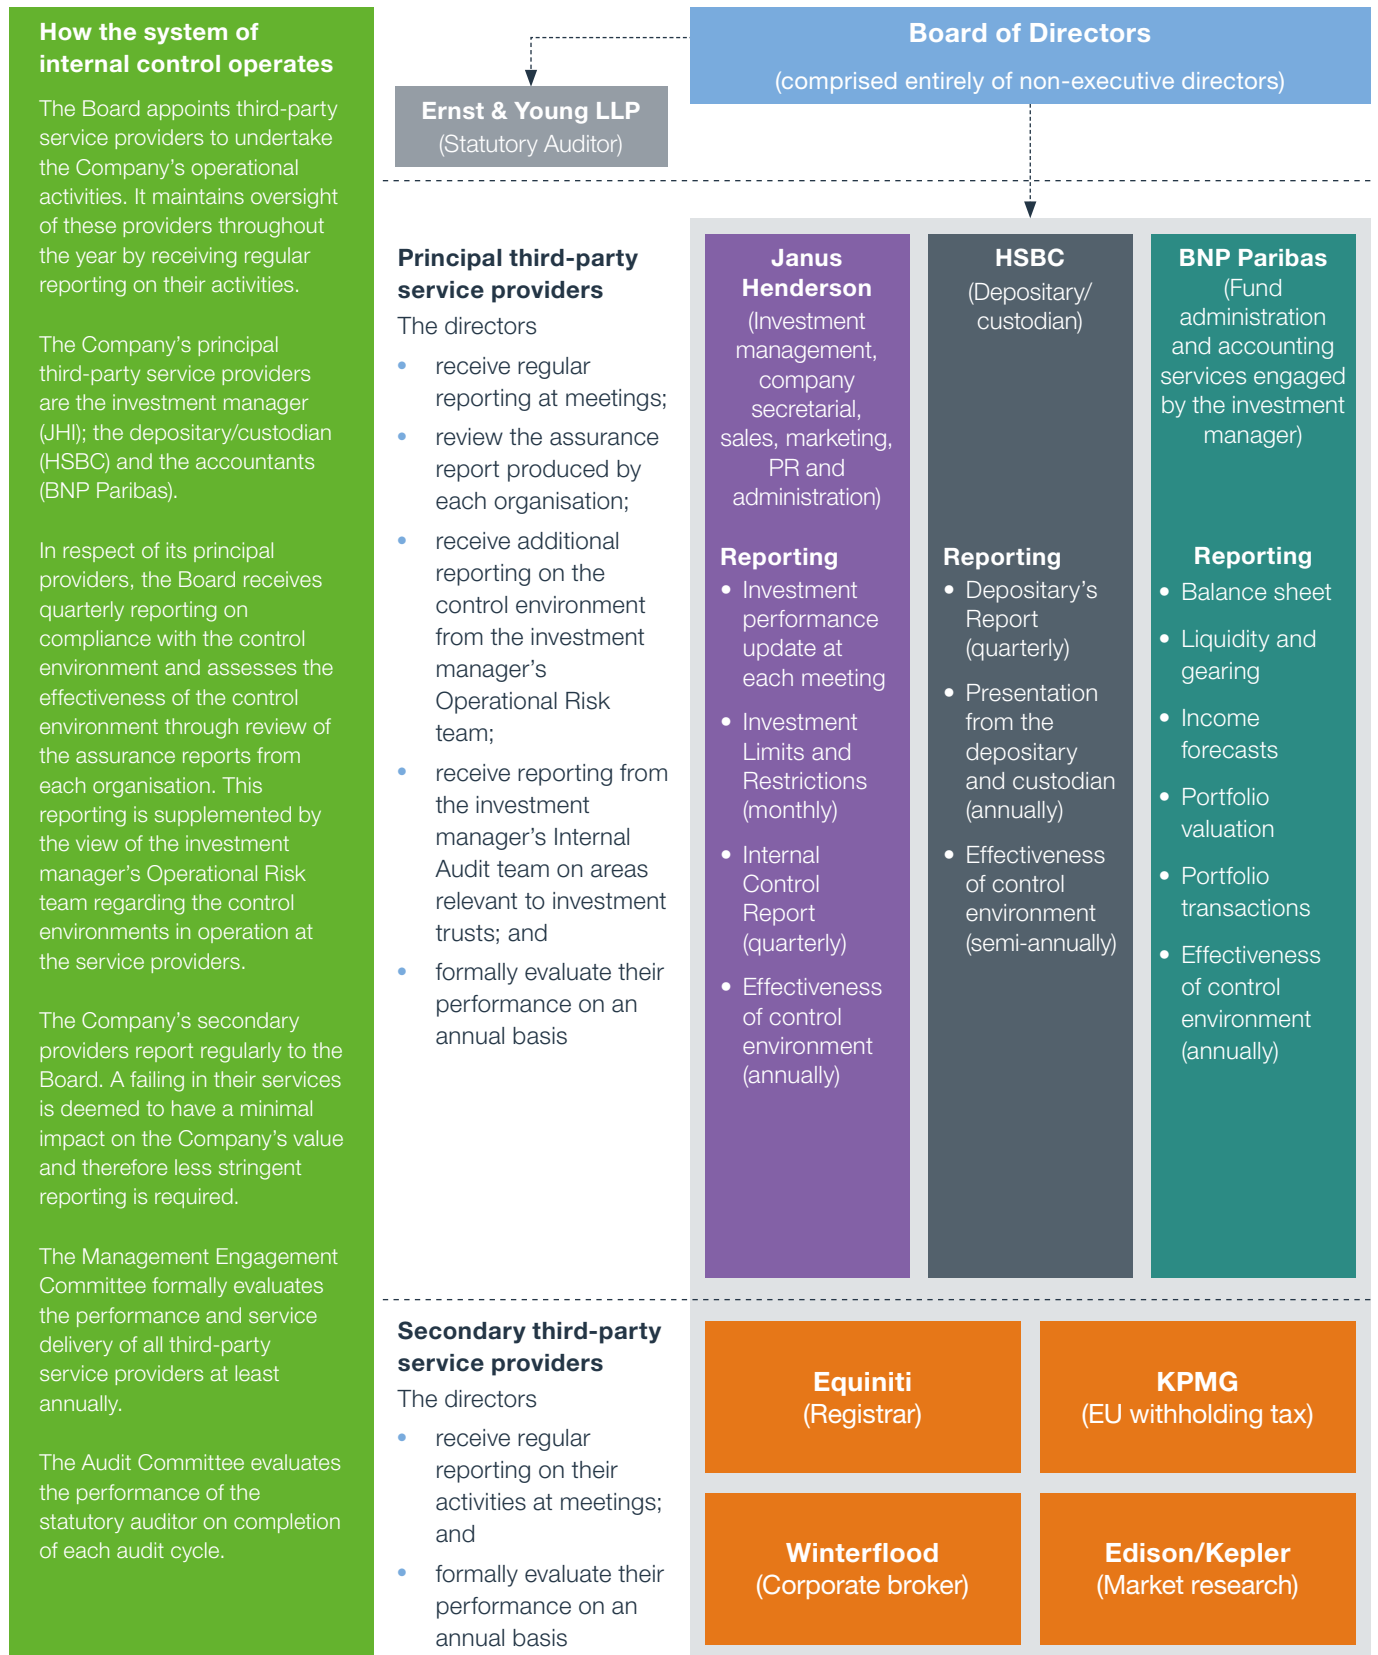 How the system of
internal control operates
The Board appoints third-party
service providers to undertake
the Company's operational
activities. It maintains oversight
of these providers throughout
the year by receiving regular
reporting on their activities.
The Company's principal
third-party service providers
are the investment manager
(JHI); the depositary/custodian
(HSBC) and the accountants
(BNP Paribas).
In respect of its principal
providers, the Board receives
quarterly reporting on
compliance with the control
environment and assesses the
effectiveness of the control
environment through review of
the assurance reports from
each organisation. This
reporting is supplemented by
the view of the investment
manager's Operational Risk
team regarding the control
environments in operation at
the service providers.
The Company's secondary
providers report regularly to the
Board. A failing in their services
is deemed to have a minimal
impact on the Company's value
and therefore less stringent
reporting is required.
The Management Engagement
Committee formally evaluates
the performance and service
delivery of all third-party
service providers at least
annually.
The Audit Committee evaluates
the performance of the
statutory auditor on completion
of each audit cycle.
Board of Directors
(comprised entirely of non-executive directors)
Ernst & Young LLP
(Statutory Auditor)
Principal third-party
service providers
The directors
• receive regular
reporting at meetings;
• review the assurance
report produced by
each organisation;
• receive additional
reporting on the
control environment
from the investment
manager's
Operational Risk
team;
• receive reporting from
the investment
manager's Internal
Audit team on areas
relevant to investment
trusts; and
• formally evaluate their
performance on an
annual basis
Janus
Henderson
(Investment
management,
company
secretarial,
sales, marketing,
PR and
administration)
Reporting
• Investment
performance
update at
each meeting
• Investment
Limits and
Restrictions
(monthly)
• Internal
Control
Report
(quarterly)
• Effectiveness
of control
environment
(annually)
HSBC
(Depositary/
custodian)
Reporting
• Depositary's
Report
(quarterly)
• Presentation
from the
depositary
and custodian
(annually)
• Effectiveness
of control
environment
(semi-annually)
BNP Paribas
(Fund
administration
and accounting
services engaged
by the investment
manager)
Reporting
• Balance sheet
• Liquidity and
gearing
• Income
forecasts
• Portfolio
valuation
• Portfolio
transactions
• Effectiveness
of control
environment
(annually)
Secondary third-party
service providers
The directors
• receive regular
reporting on their
activities at meetings;
and
• formally evaluate their
performance on an
annual basis
Equiniti
(Registrar)
KPMG
(EU withholding tax)
Winterflood
(Corporate broker)
Edison/Kepler
(Market research)